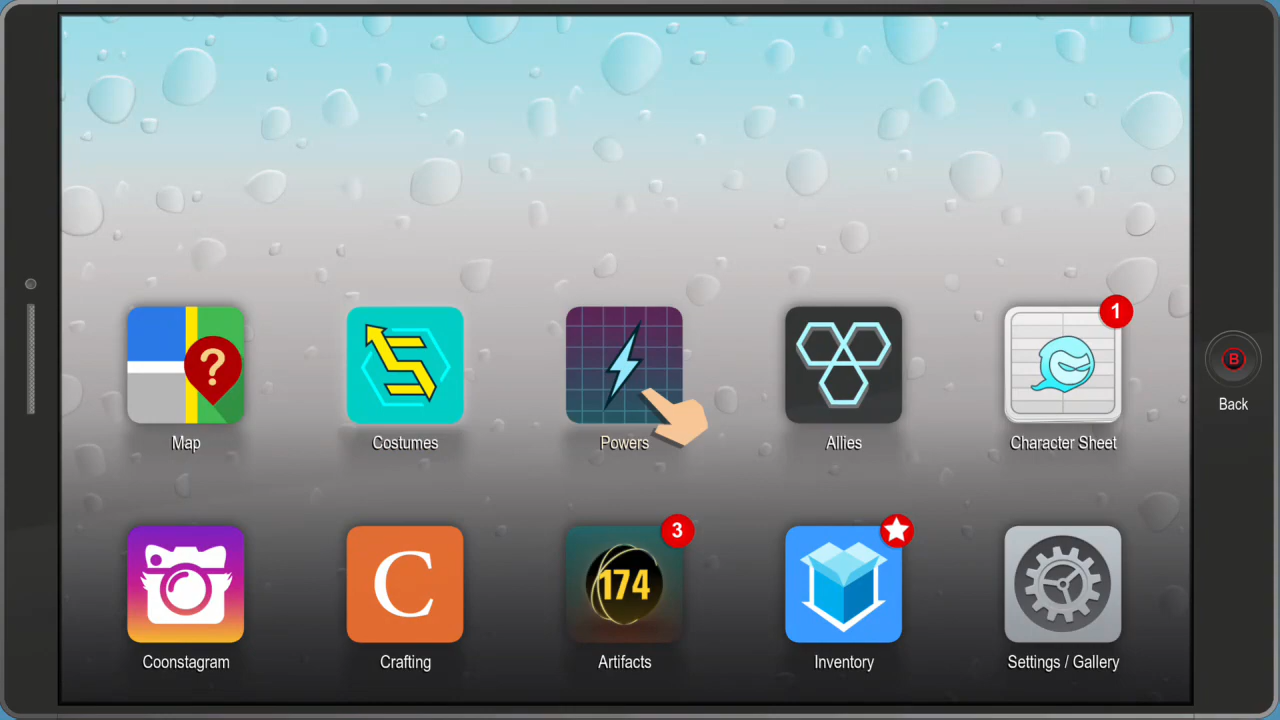 1
?
B
Back
Map
Costumes
Powers
Allies
Character Sheet
3
C
174
Coonstagram
Crafting
Artifacts
Inventory
Settings / Gallery